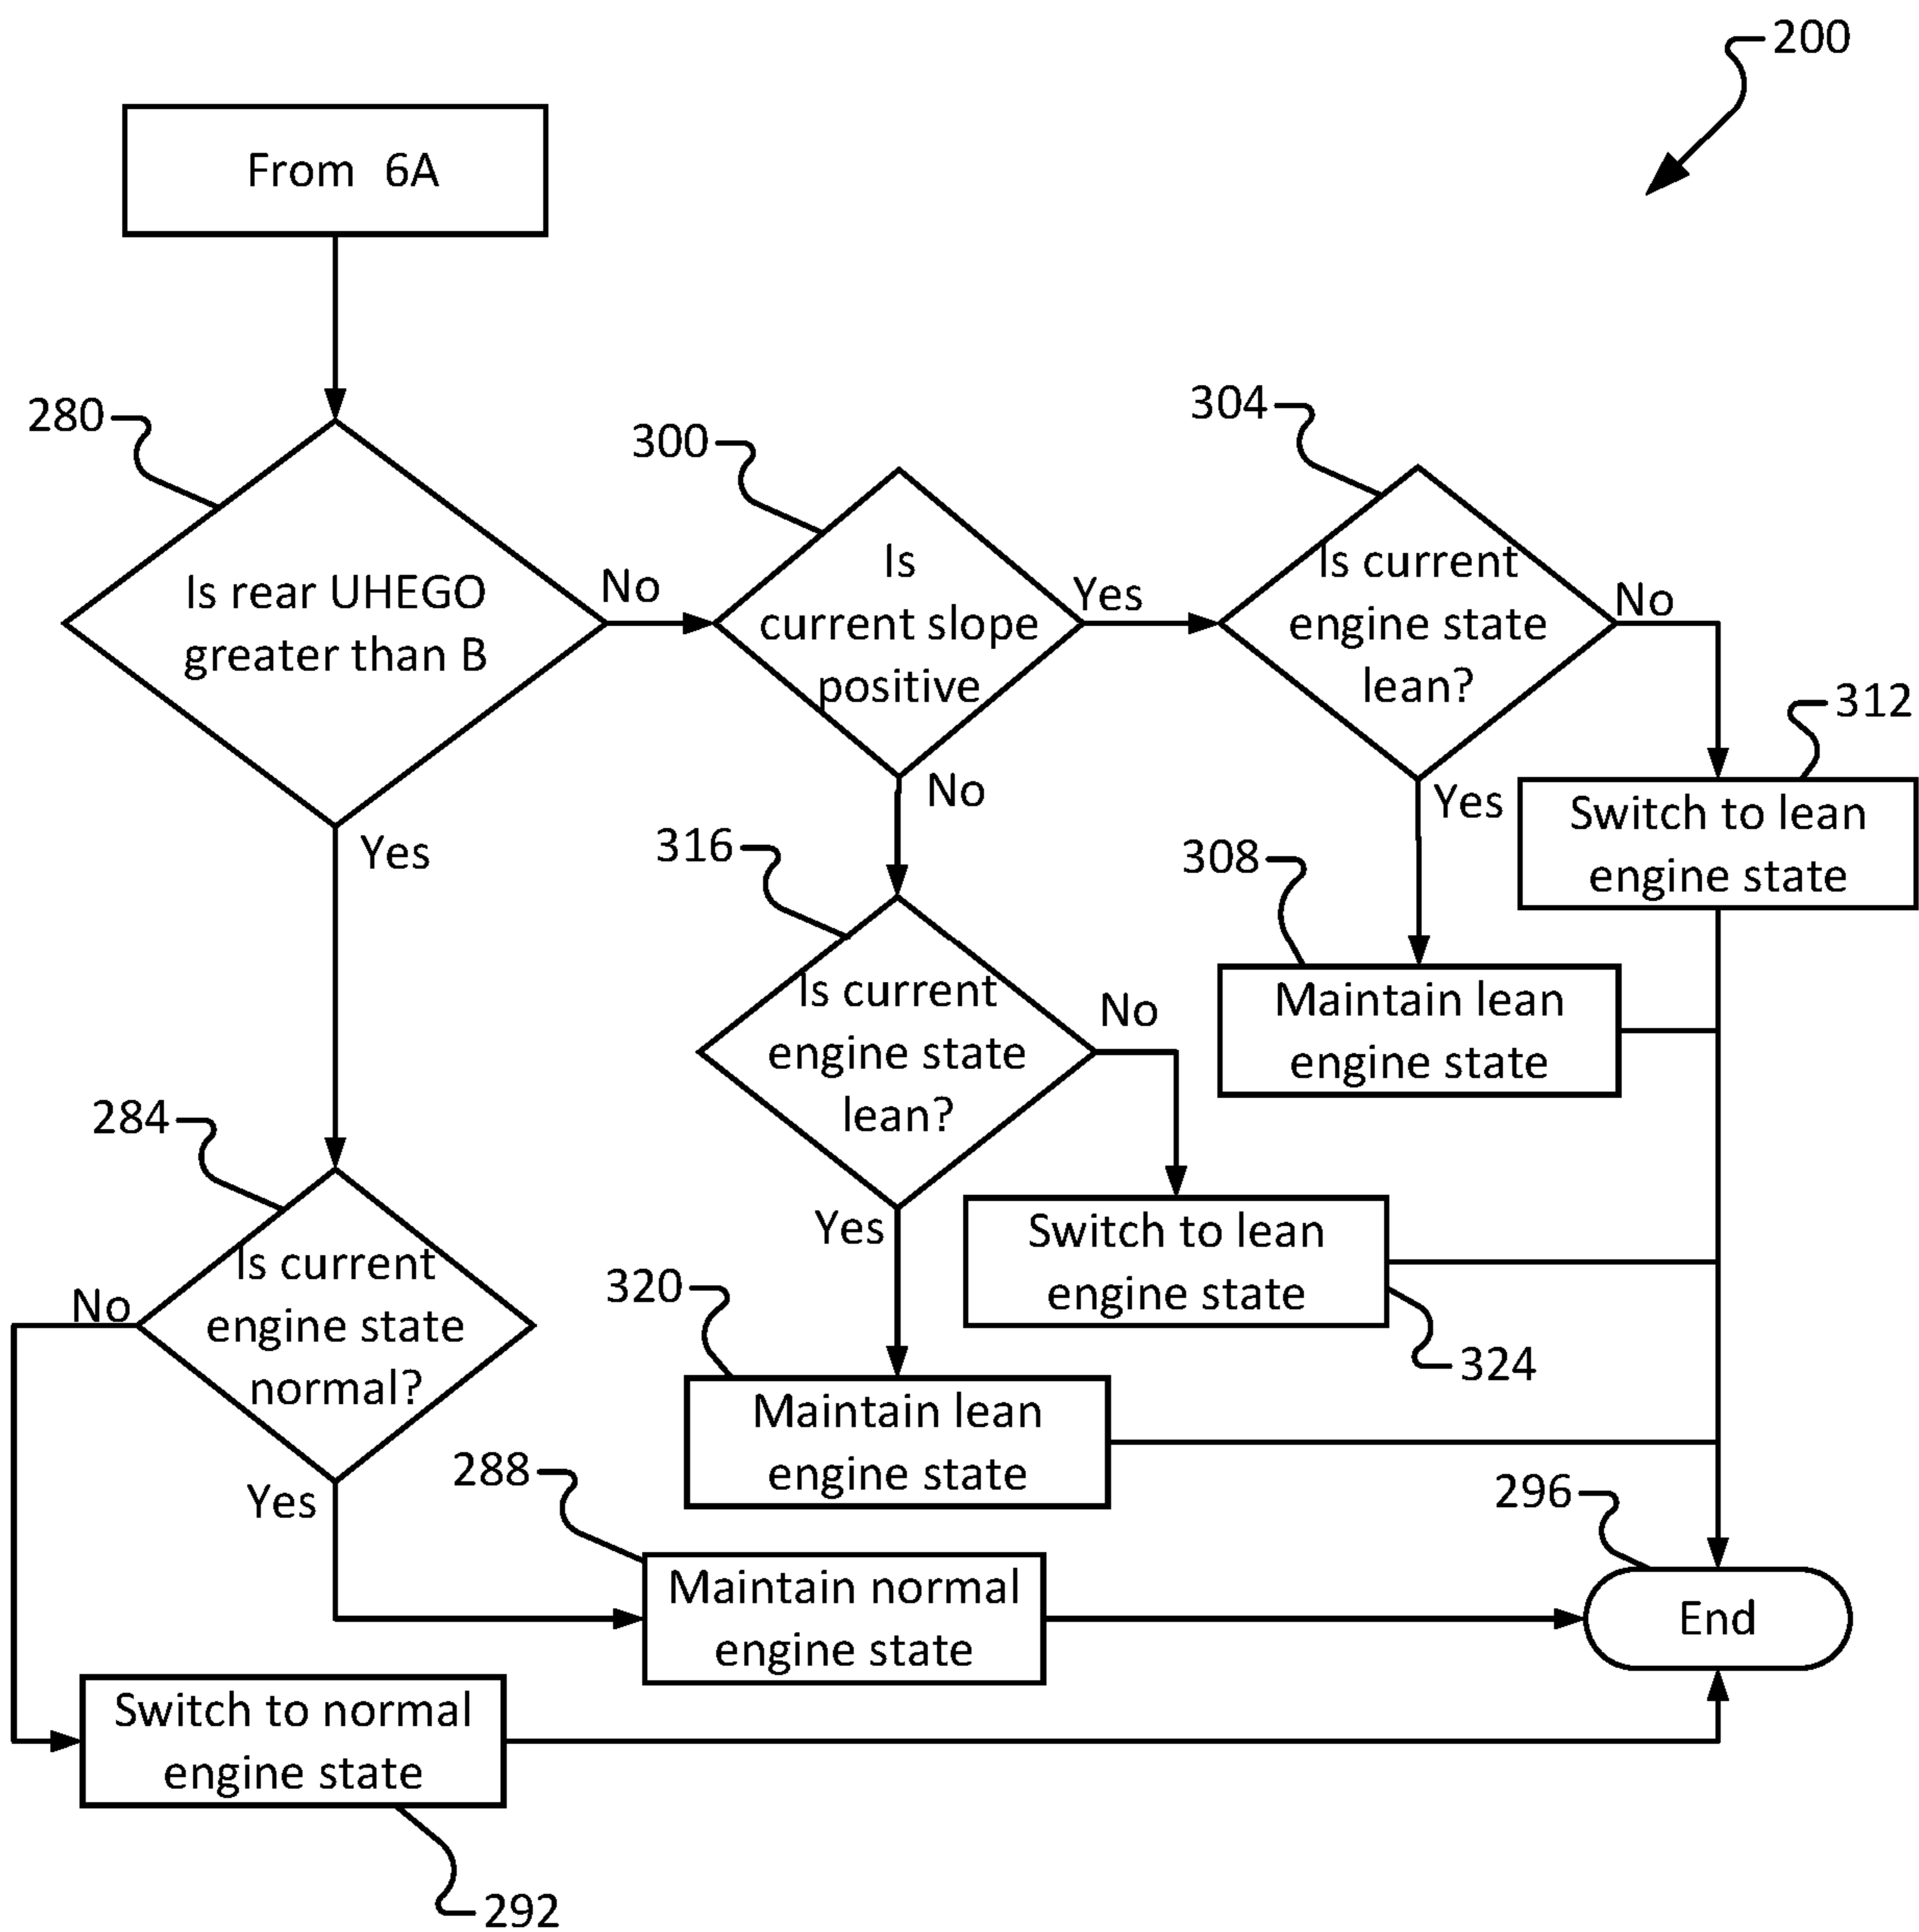 200
From 6A
280
Is rear UHEGO
greater than B
No
Yes
300
Is
current slope
positive
Yes
No
304
Is current
engine state
lean?
No
Yes
312
Switch to lean
engine state
308
Maintain lean
engine state
316
Is current
engine state
lean?
No
Yes
Switch to lean
engine state
324
320
Maintain lean
engine state
284
Is current
engine state
normal?
No
Yes
288
Maintain normal
engine state
296
End
Switch to normal
engine state
292